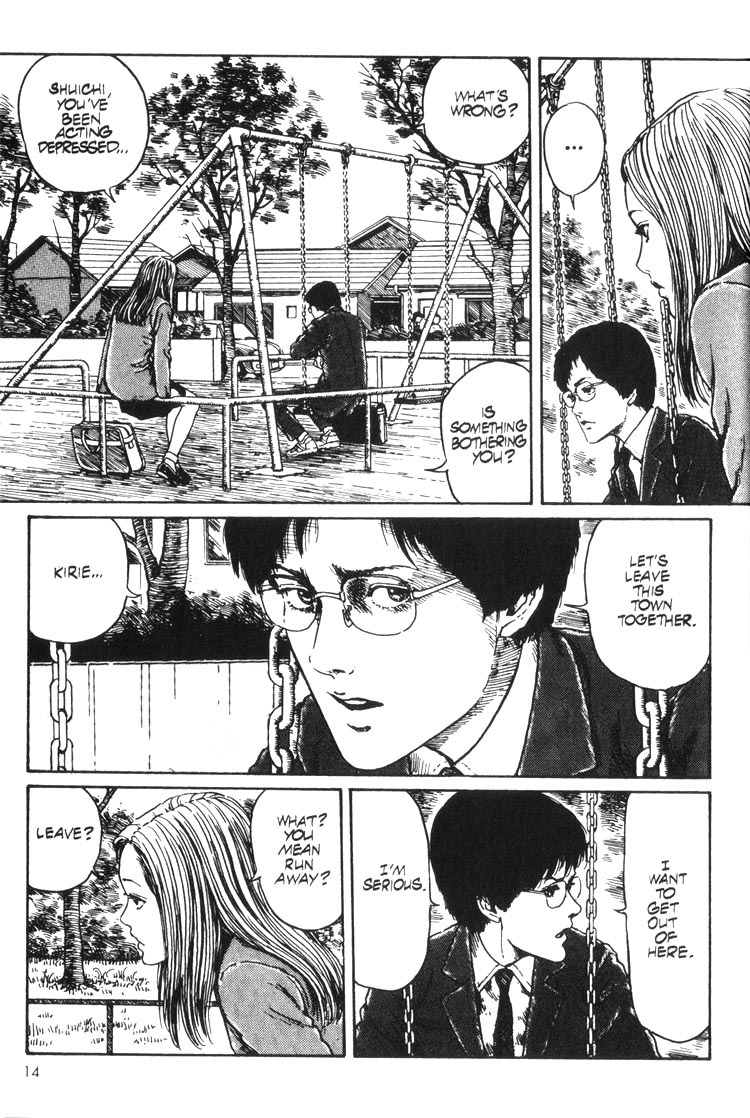 SHUICHI,
YOU'VE
BEEN
ACTING
DEPRESSED...
WHAT'S
WRONG?
IS
SOMETHING
BOTHERING
YOU?
...
KIRIE...
LET'S
LEAVE
THIS
TOWN
TOGETHER.
LEAVE?
WHAT?
YOU
MEAN
RUN
AWAY?
I'M
SERIOUS.
I
WANT
TO
GET
OUT
OF
HERE.
14